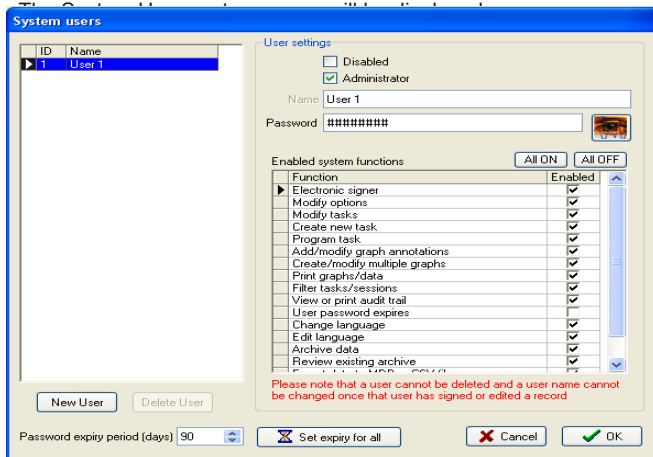 System users
ID Name
1 User 1
User settings
Disabled
Administrator
Name User 1
Password ########
Enabled system functions All ON All OFF
Function Enabled
Electronic signer
Modify options
Modify tasks
Create new task
Program task
Add/modify graph annotations
Create/modify multiple graphs
Print graphs/data
Filter tasks/sessions
View or print audit trail
User password expires
Change language
Edit language
Archive data
Review existing archive
Please note that a user cannot be deleted and a user name cannot
be changed once that user has signed or edited a record
New User Delete User
Password expiry period (days) 90 Set expiry for all Cancel OK